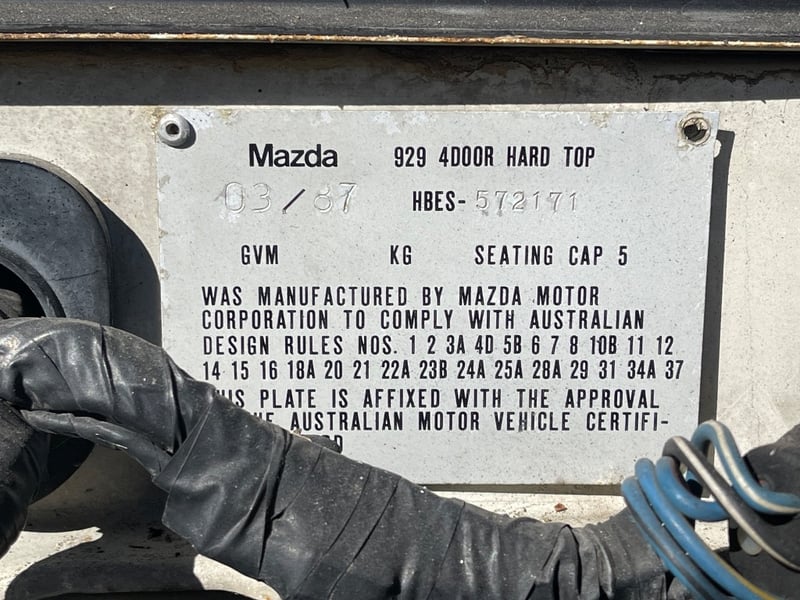 Mazda 929 4DOOR HARD TOP
03/87 HBES-572171
GVM KG SEATING CAP 5
WAS MANUFACTURED BY MAZDA MOTOR
CORPORATION TO COMPLY WITH AUSTRALIAN
DESIGN RULES NOS. 1 2 3A 4D 5B 6 7 8 10B 11 12
14 15 16 18A 20 21 22A 23B 24A 25A 28A 29 31 34A 37
THIS PLATE IS AFFIXED WITH THE APPROVAL
AUSTRALIAN MOTOR VEHICLE CERTIFI-